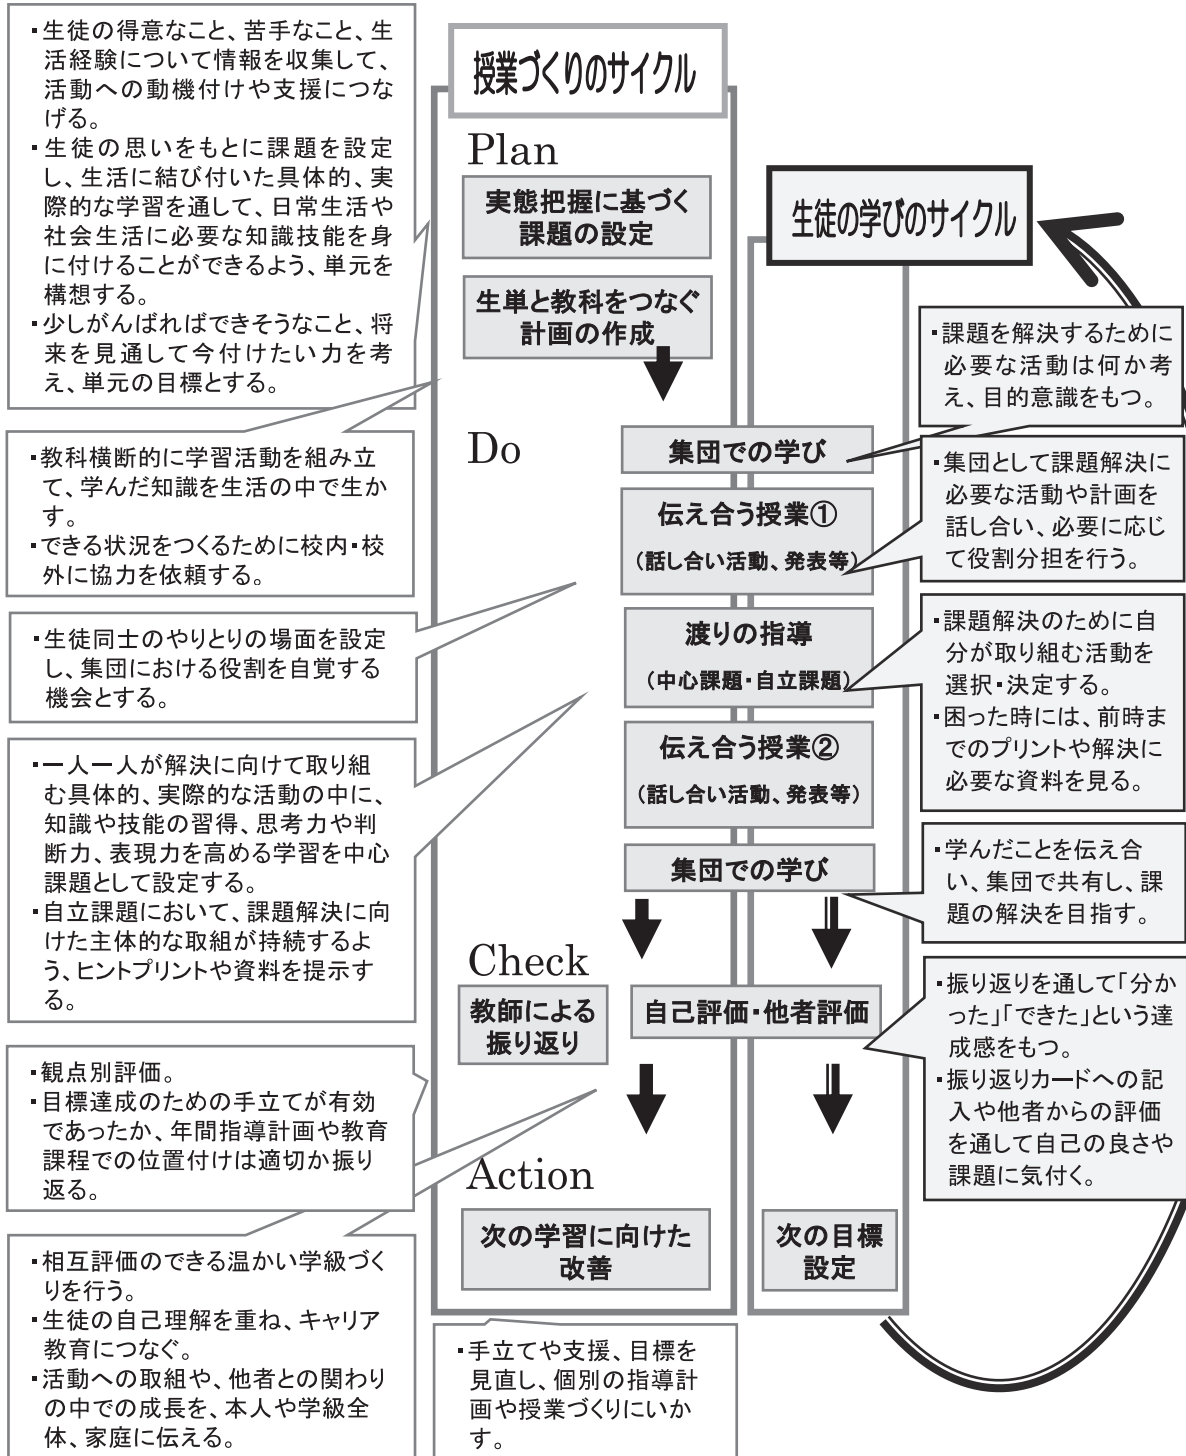 ・生徒の得意なこと、苦手なこと、生
活経験について情報を収集して、
活動への動機付けや支援につな
げる。
・生徒の思いをもとに課題を設定
し、生活に結び付いた具体的、実
際的な学習を通して、日常生活や
社会生活に必要な知識技能を身
に付けることができるよう、単元を
構想する。
・少しがんばればできそうなこと、将
来を見通して今付けたい力を考
え、単元の目標とする。
・教科横断的に学習活動を組み立
て、学んだ知識を生活の中で生か
す。
・できる状況をつくるために校内・校
外に協力を依頼する。
・生徒同士のやりとりの場面を設定
し、集団における役割を自覚する
機会とする。
・一人一人が解決に向けて取り組
む具体的、実際的な活動の中に、
知識や技能の習得、思考力や判
断力、表現力を高める学習を中心
課題として設定する。
・自立課題において、課題解決に向
けた主体的な取組が持続するよ
う、ヒントプリントや資料を提示す
る。
・観点別評価。
・目標達成のための手立てが有効
であったか、年間指導計画や教育
課程での位置付けは適切か振り
返る。
・相互評価のできる温かい学級づく
りを行う。
・生徒の自己理解を重ね、キャリア
教育につなぐ。
・活動への取組や、他者との関わり
の中での成長を、本人や学級全
体、家庭に伝える。
授業づくりのサイクル
Plan
実態把握に基づく
課題の設定
生単と教科をつなぐ
計画の作成
Do
集団での学び
伝え合う授業①
(話し合い活動、発表等)
渡りの指導
(中心課題・自立課題)
伝え合う授業②
(話し合い活動、発表等)
集団での学び
Check
教師による
振り返り
自己評価・他者評価
Action
次の学習に向けた
改善
次の目標
設定
・手立てや支援、目標を
見直し、個別の指導計
画や授業づくりにいか
す。
生徒の学びのサイクル
・課題を解決するために
必要な活動は何か考
え、目的意識をもつ。
・集団として課題解決に
必要な活動や計画を
話し合い、必要に応じ
て役割分担を行う。
・課題解決のために自
分が取り組む活動を
選択・決定する。
・困った時には、前時ま
でのプリントや解決に
必要な資料を見る。
・学んだことを伝え合
い、集団で共有し、課
題の解決を目指す。
・振り返りを通して「分か
った」「できた」という達
成感をもつ。
・振り返りカードへの記
入や他者からの評価
を通して自己の良さや
課題に気付く。